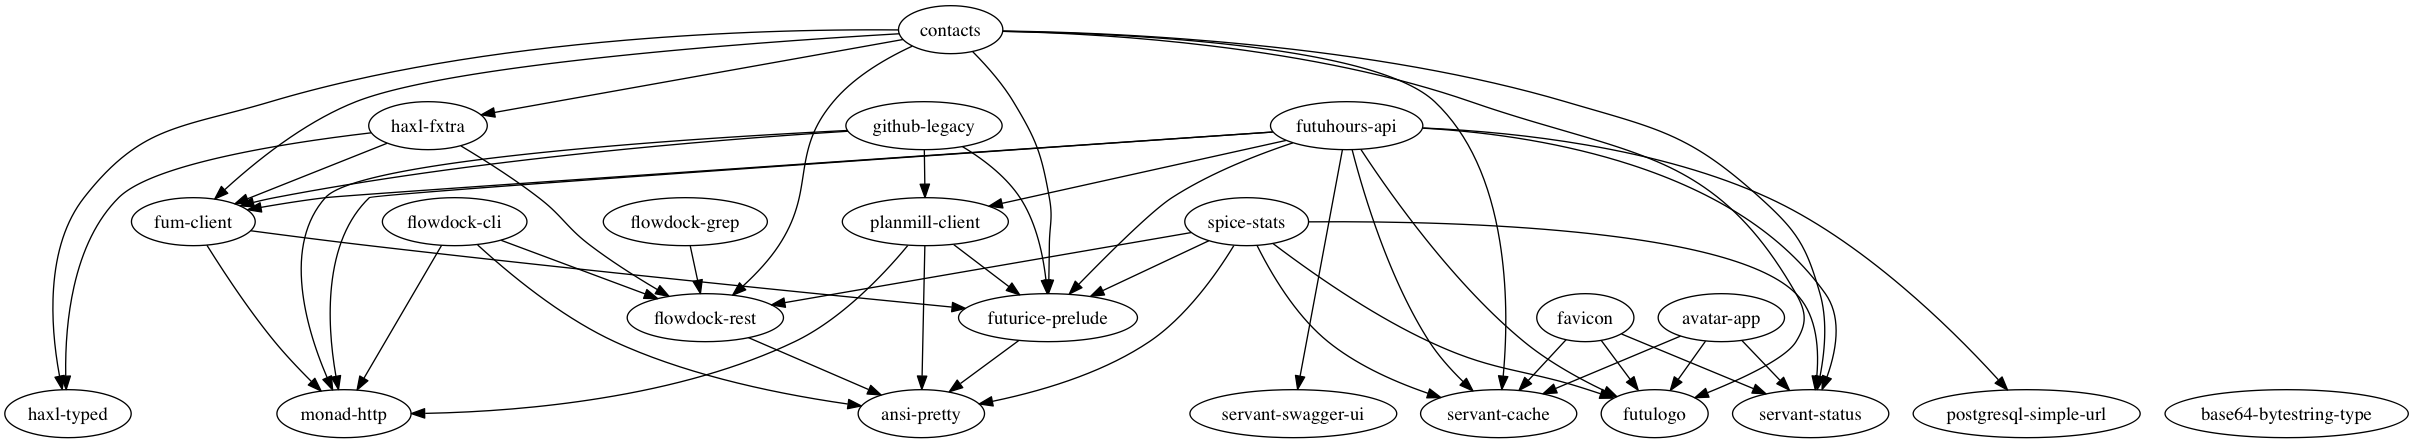 contacts
haxl-fxtra
github-legacy
futuhours-api
fum-client
flowdock-cli
flowdock-grep
planmill-client
spice-stats
flowdock-rest
futurice-prelude
favicon
avatar-app
haxl-typed
monad-http
ansi-pretty
servant-swagger-ui
servant-cache
futulogo
servant-status
postgresql-simple-url
base64-bytestring-type